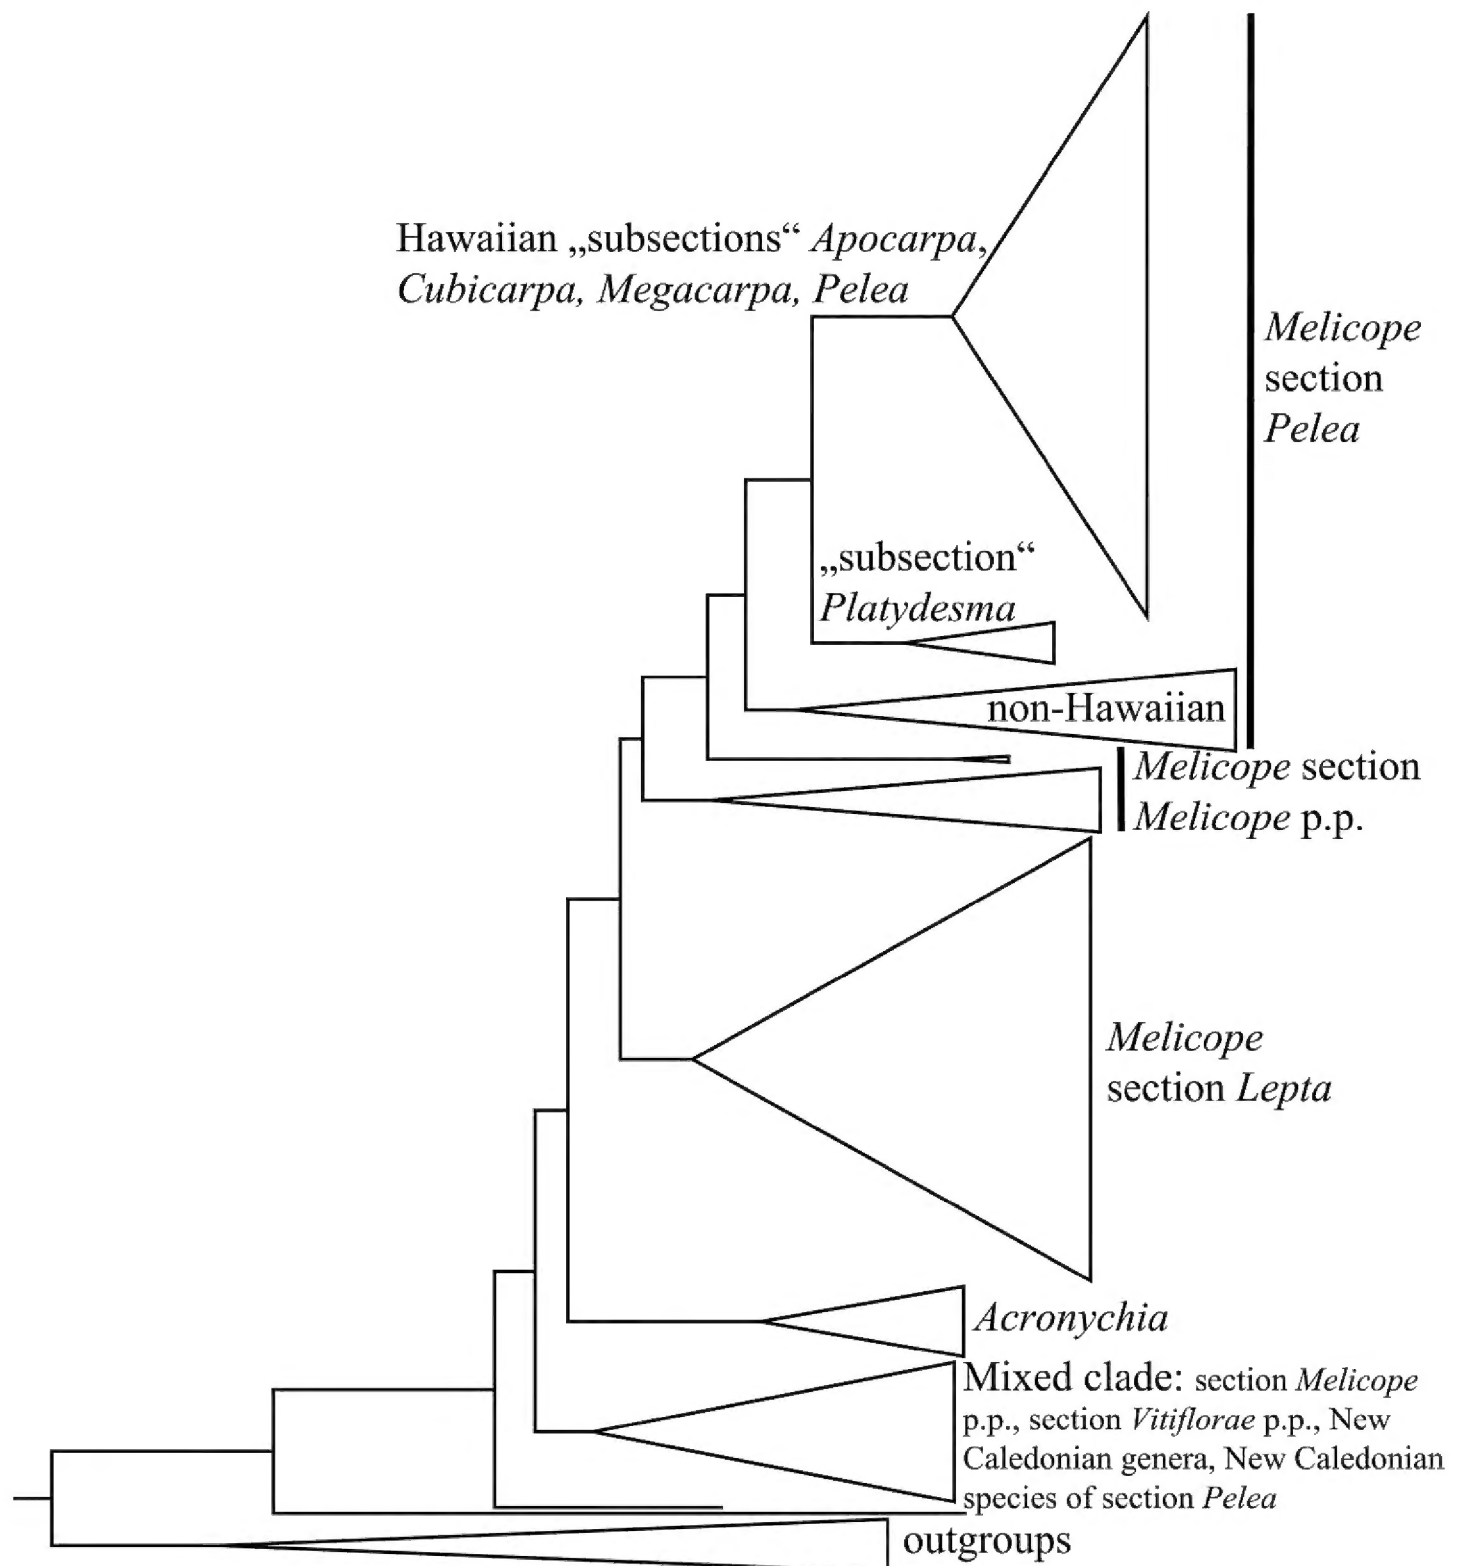 Hawaiian „subsections“ Apocarpa,
Cubicarpa, Megacarpa, Pelea
Melicope
section
Pelea
„subsection“
Platydesma
non-Hawaiian
Melicope section
Melicope p.p.
Melicope
section Lepta
Acronychia
Mixed clade: section Melicope
p.p., section Vitiflorae p.p., New
Caledonian genera, New Caledonian
species of section Pelea
outgroups